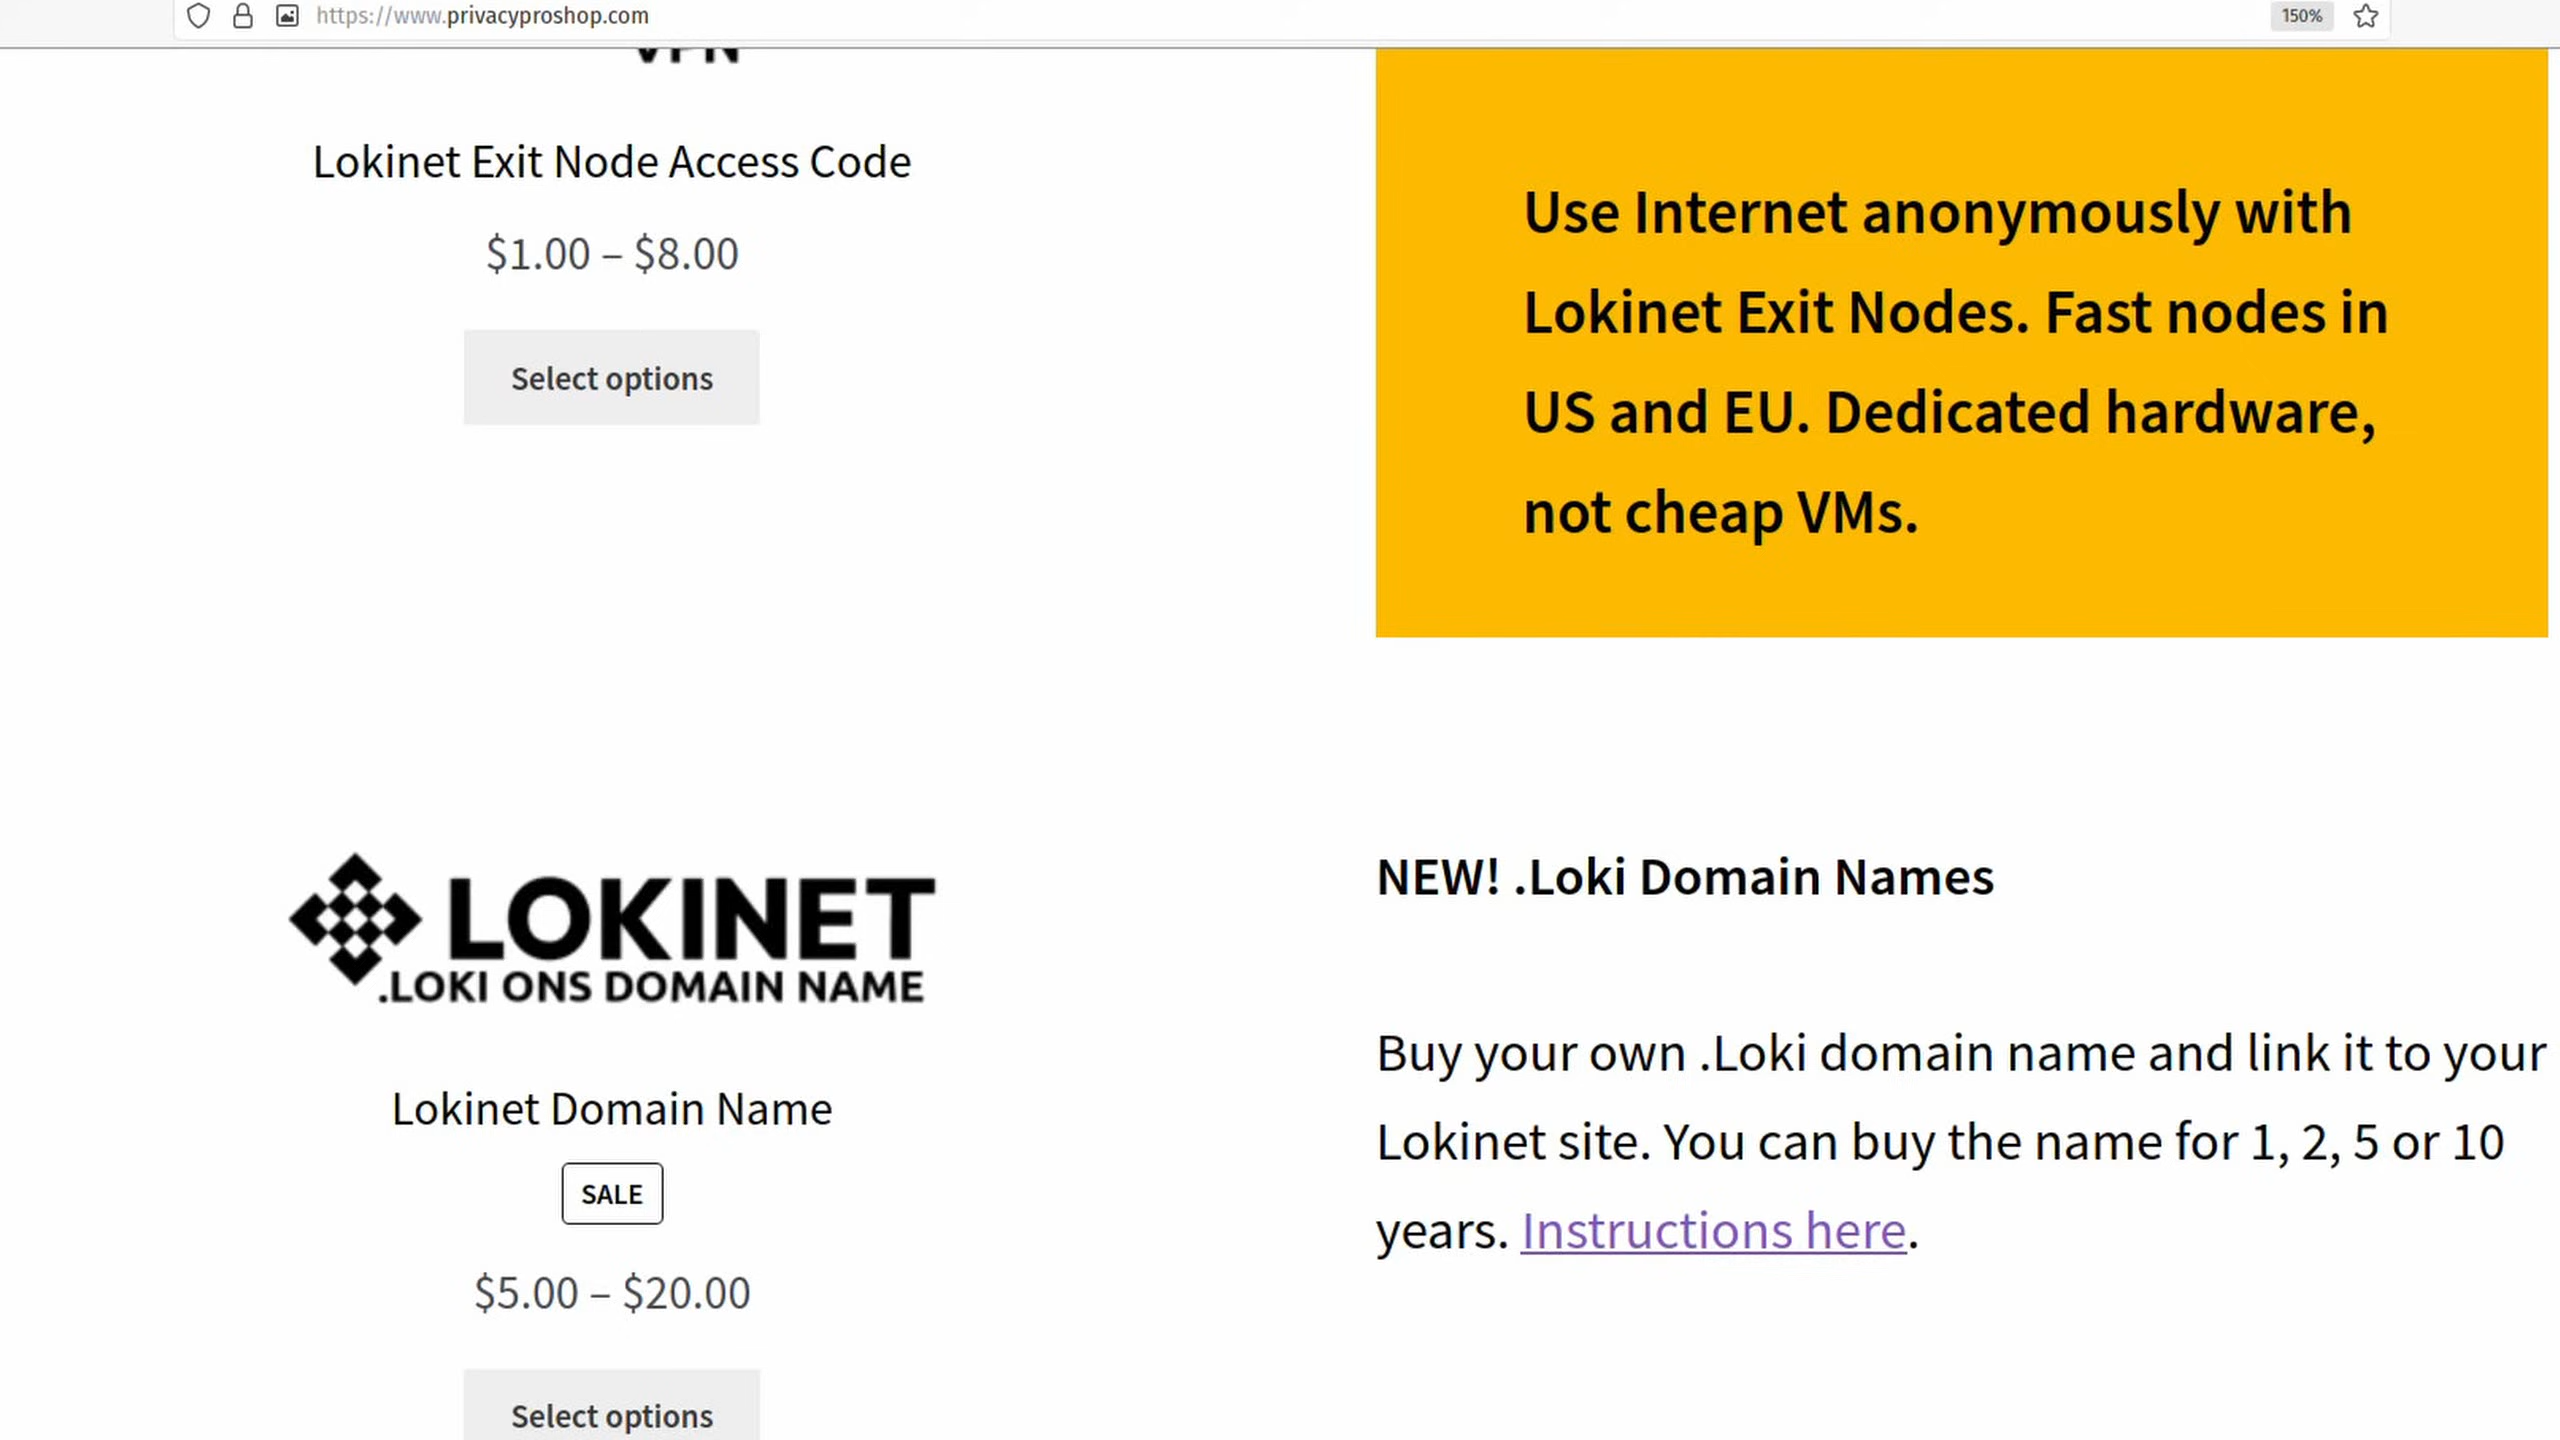 https://www.privacyproshop.com
150%
VPN
Lokinet Exit Node Access Code
$1.00 – $8.00
Select options
Use Internet anonymously with
Lokinet Exit Nodes. Fast nodes in
US and EU. Dedicated hardware,
not cheap VMs.
LOKINET
.LOKI ONS DOMAIN NAME
Lokinet Domain Name
SALE
$5.00 – $20.00
Select options
NEW! .Loki Domain Names
Buy your own .Loki domain name and link it to your
Lokinet site. You can buy the name for 1, 2, 5 or 10
years. Instructions here.